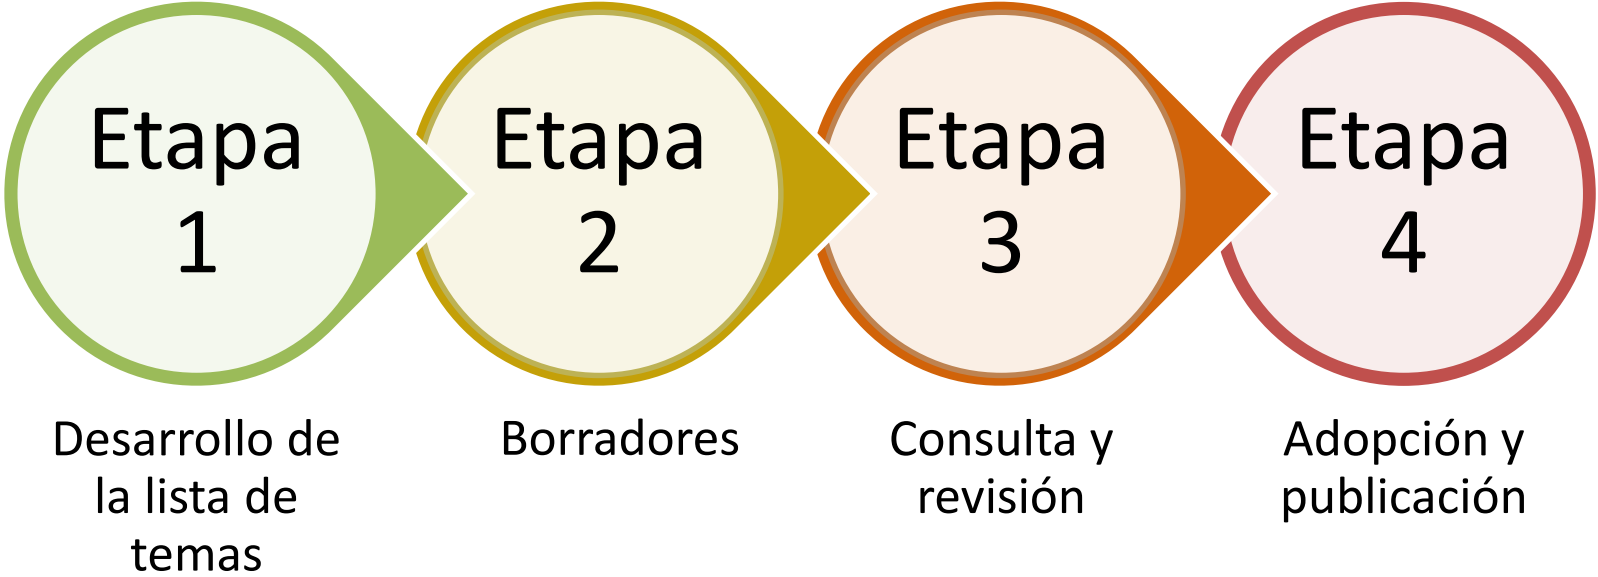 Etapa
1
Etapa
2
Etapa
3
Etapa
4
Desarrollo de
la lista de
temas
Borradores
Consulta y
revisión
Adopción y
publicación